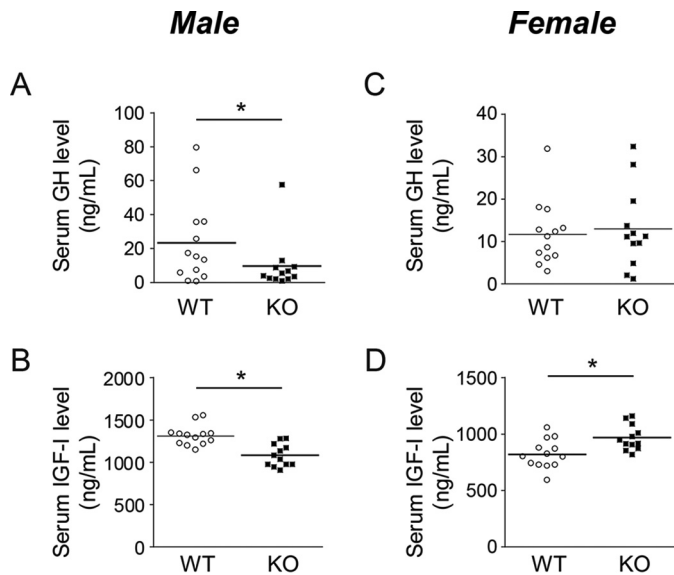 Male
Female
A
Serum GH level
(ng/mL)
100
80
60
40
20
0
*
WT
KO
C
Serum GH level
(ng/mL)
40
30
20
10
0
WT
KO
B
Serum IGF-I level
(ng/mL)
2000
1500
1000
500
0
*
WT
KO
D
Serum IGF-I level
(ng/mL)
1500
1000
500
0
*
WT
KO